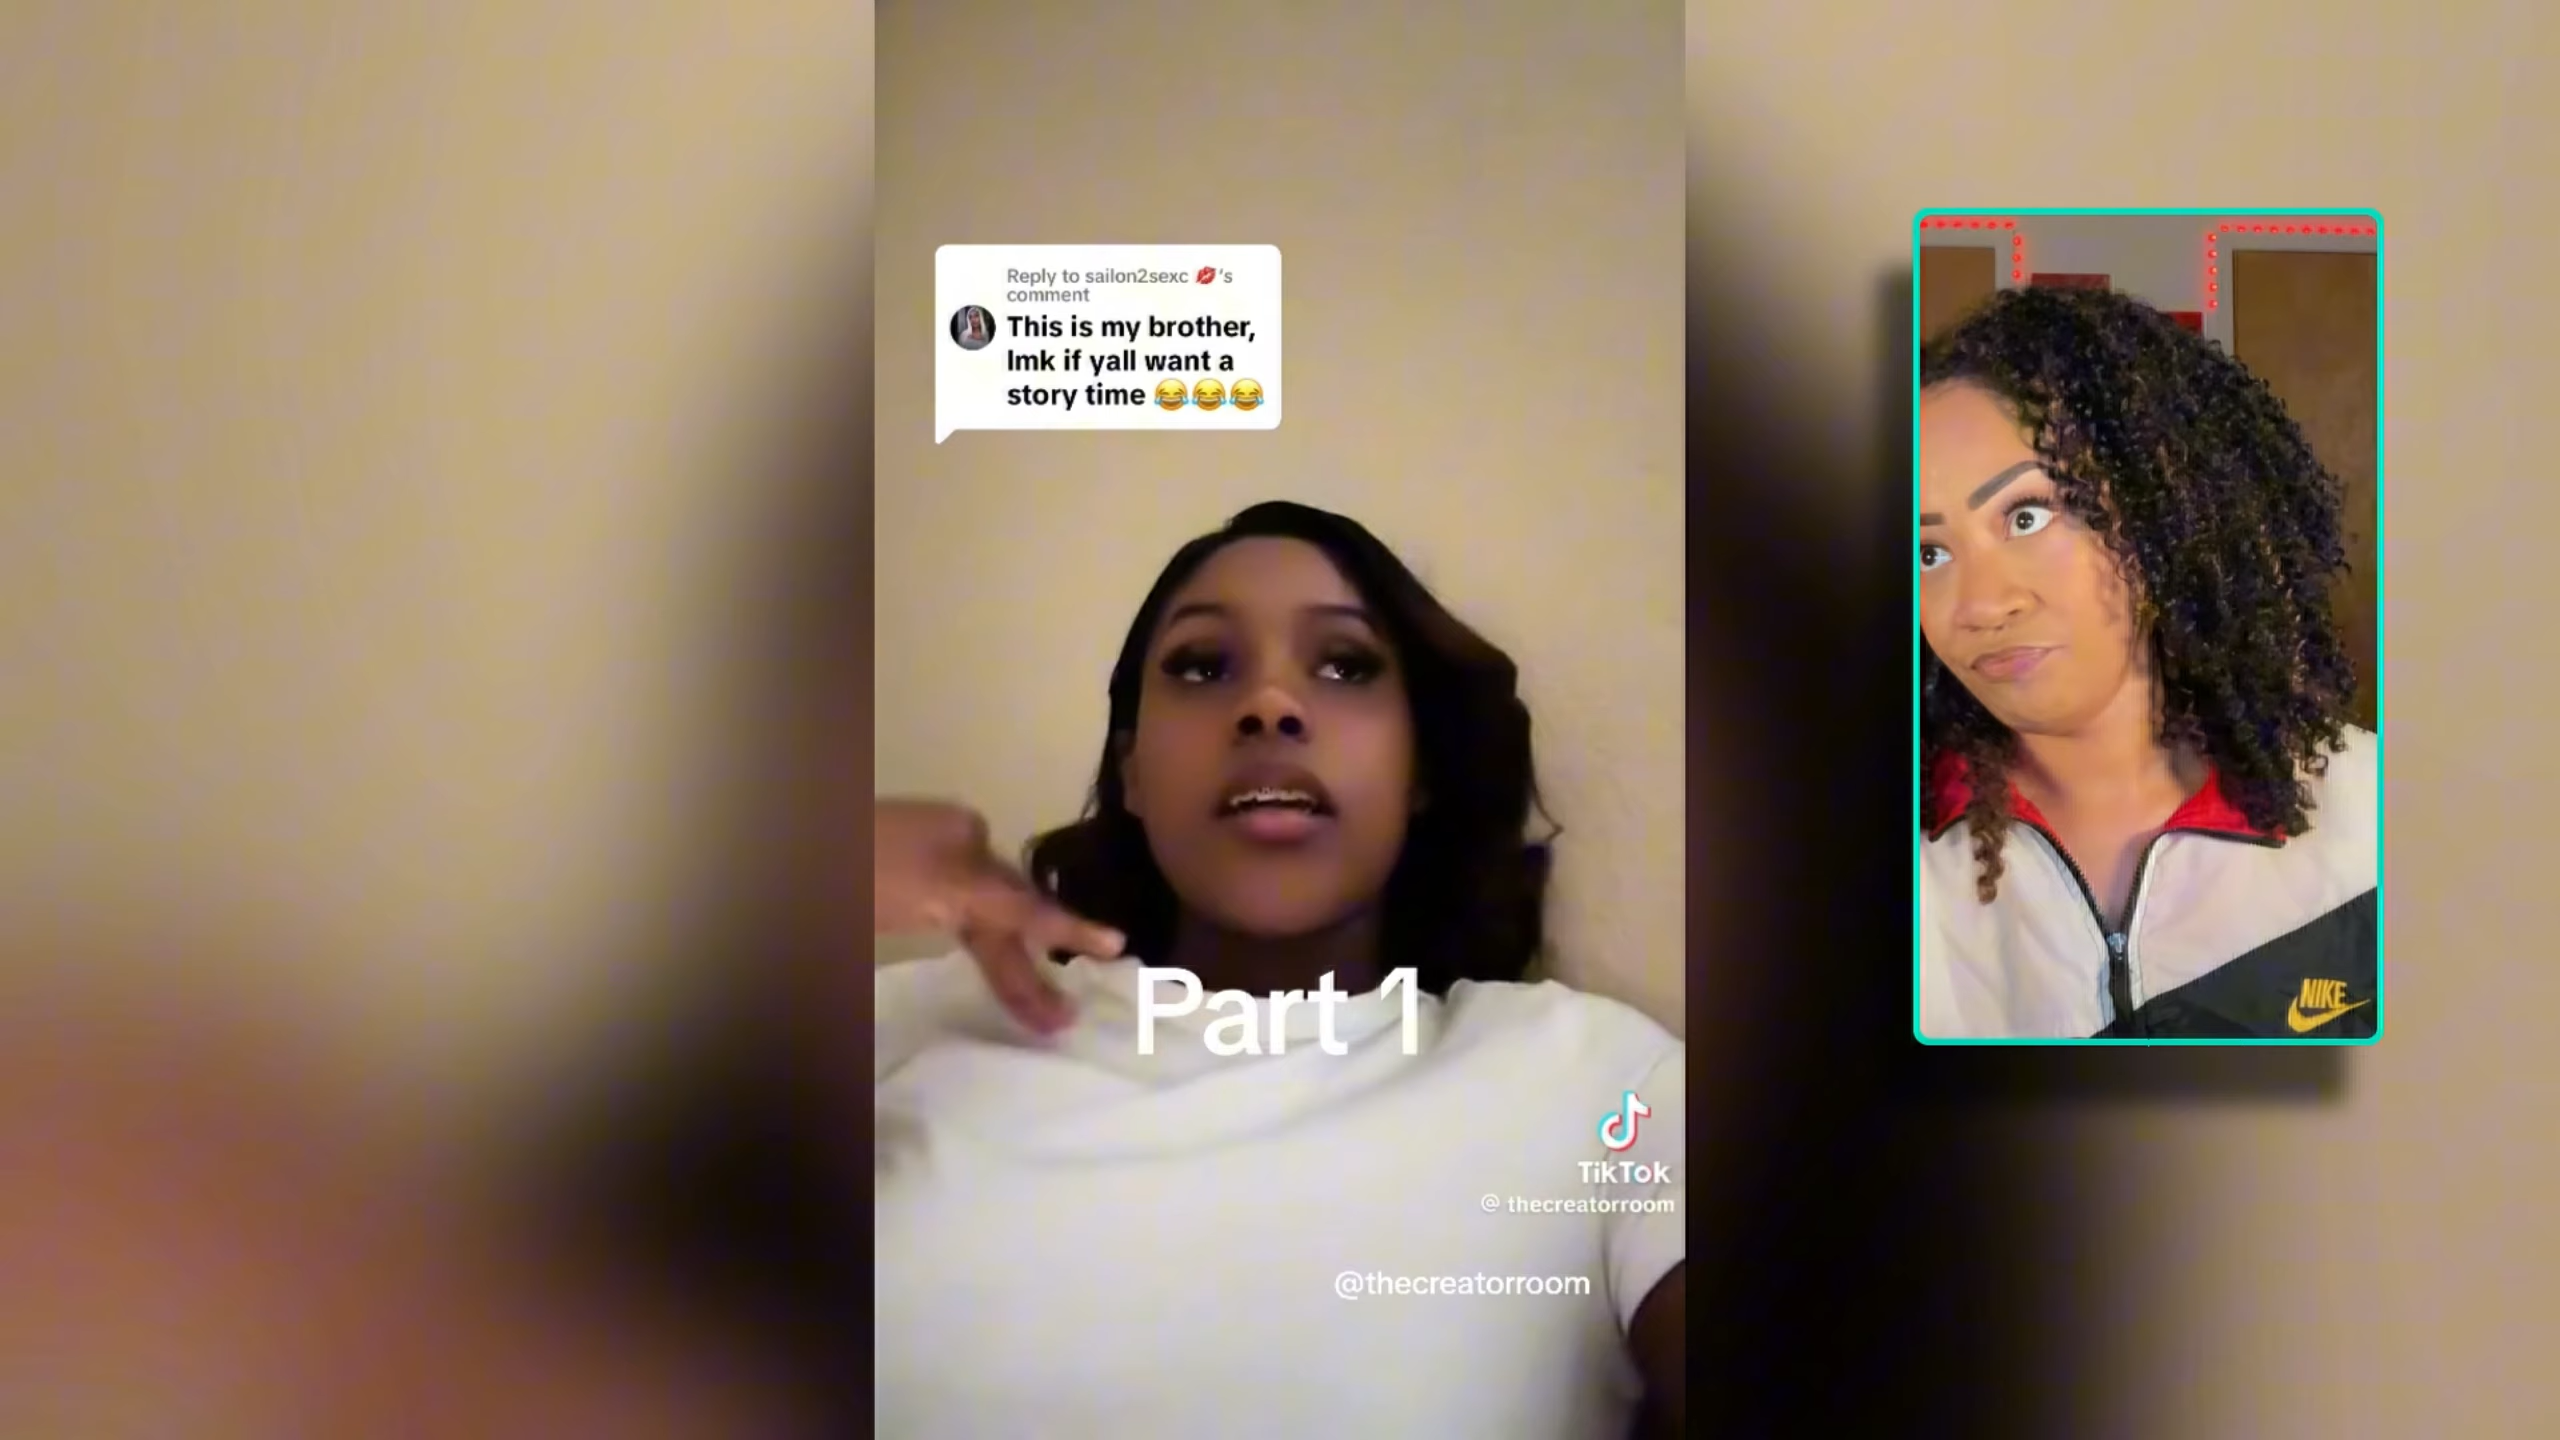 Reply to sailon2sexc 💋's
comment
This is my brother,
lmk if yall want a
story time 😂😂😂
Part 1
TikTok
@ thecreatorroom
@thecreatorroom
NIKE